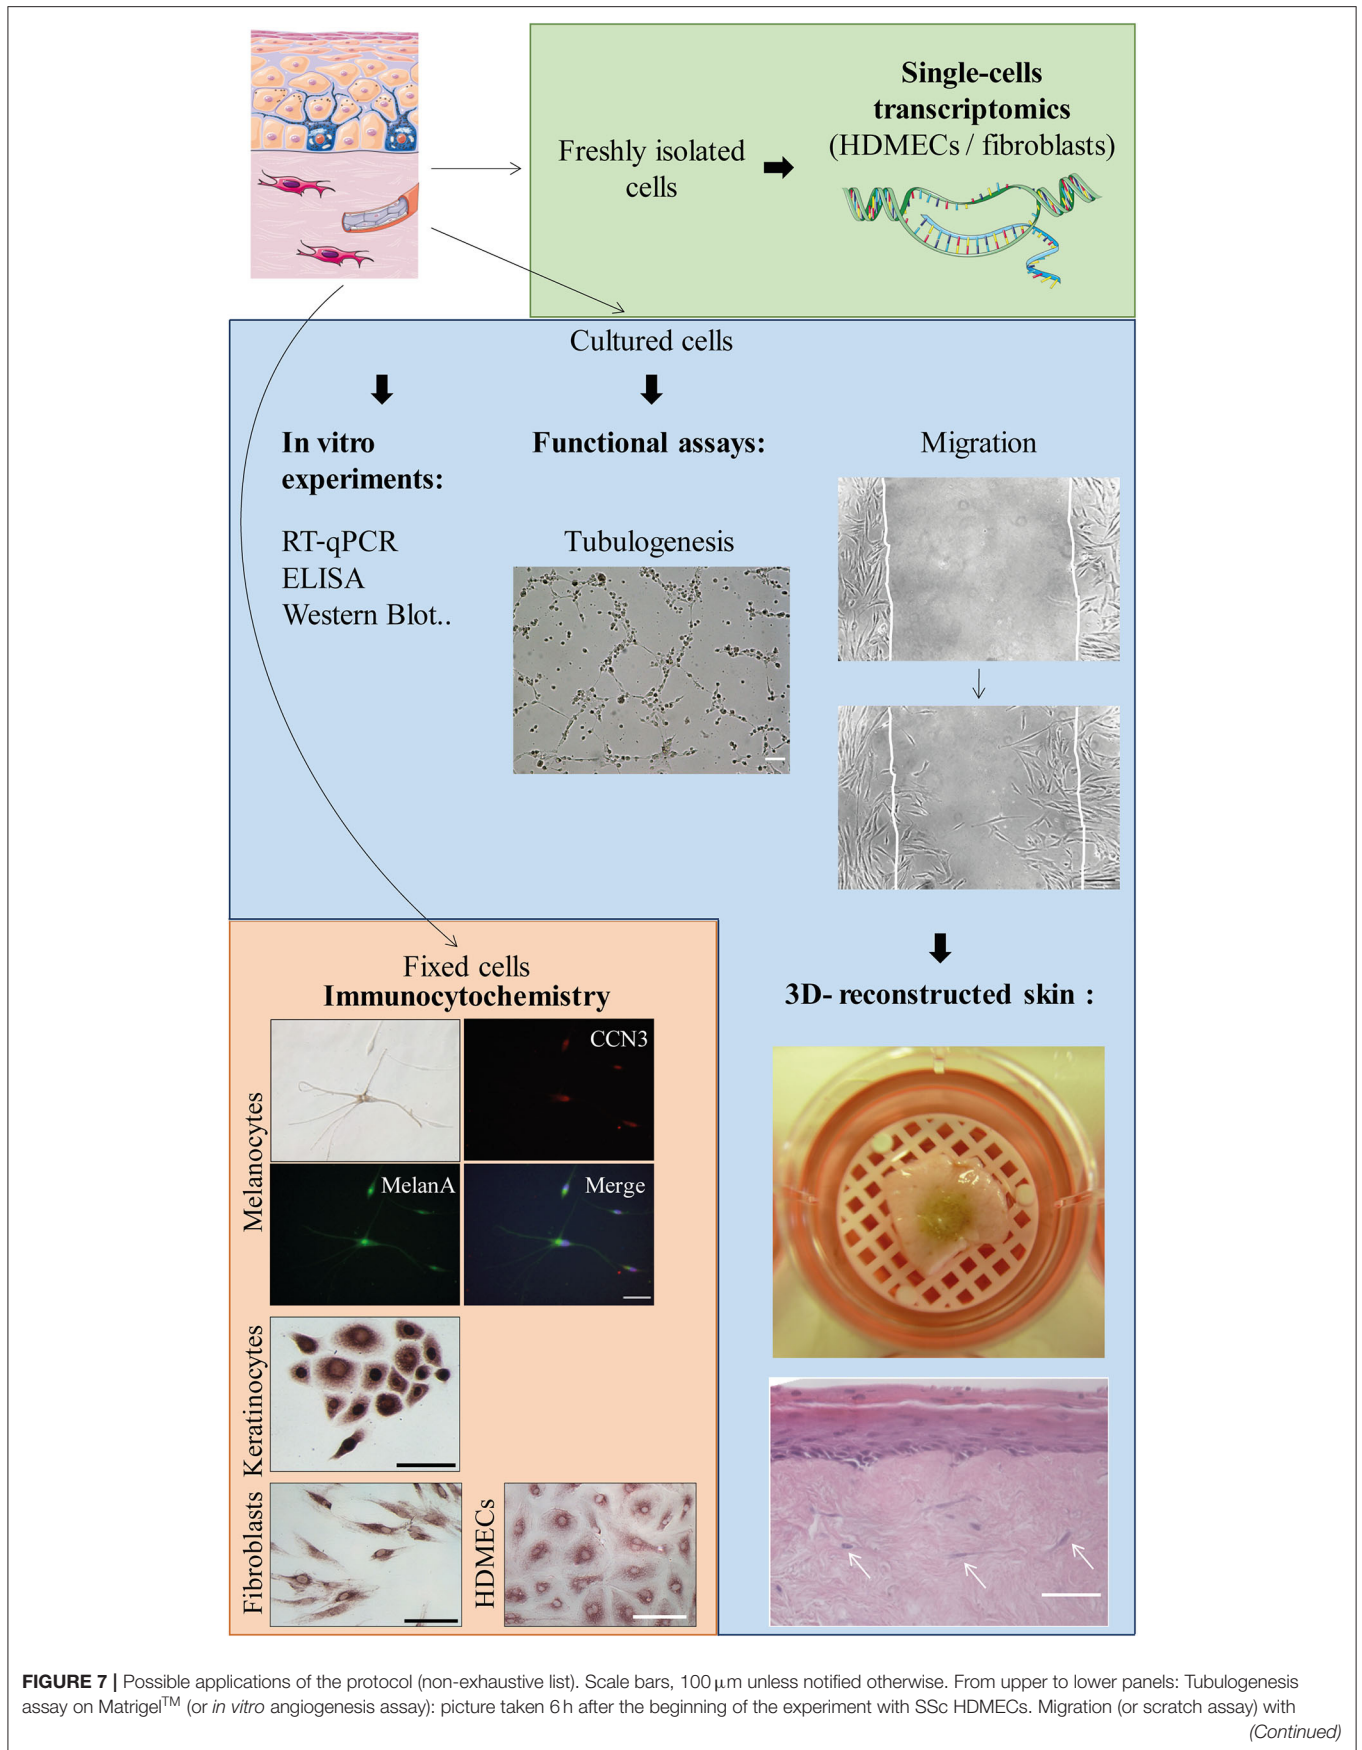 Single-cells
transcriptomics
(HDMECs / fibroblasts)
Freshly isolated
cells
Cultured cells
In vitro
experiments:
RT-qPCR
ELISA
Western Blot..
Functional assays:
Tubulogenesis
Migration
Fixed cells
Immunocytochemistry
Melanocytes
CCN3
MelanA
Merge
Keratinocytes
Fibroblasts
HDMECs
3D- reconstructed skin :
FIGURE 7 | Possible applications of the protocol (non-exhaustive list). Scale bars, 100 μm unless notified otherwise. From upper to lower panels: Tubulogenesis
assay on Matrigel™ (or in vitro angiogenesis assay): picture taken 6 h after the beginning of the experiment with SSc HDMECs. Migration (or scratch assay) with
(Continued)